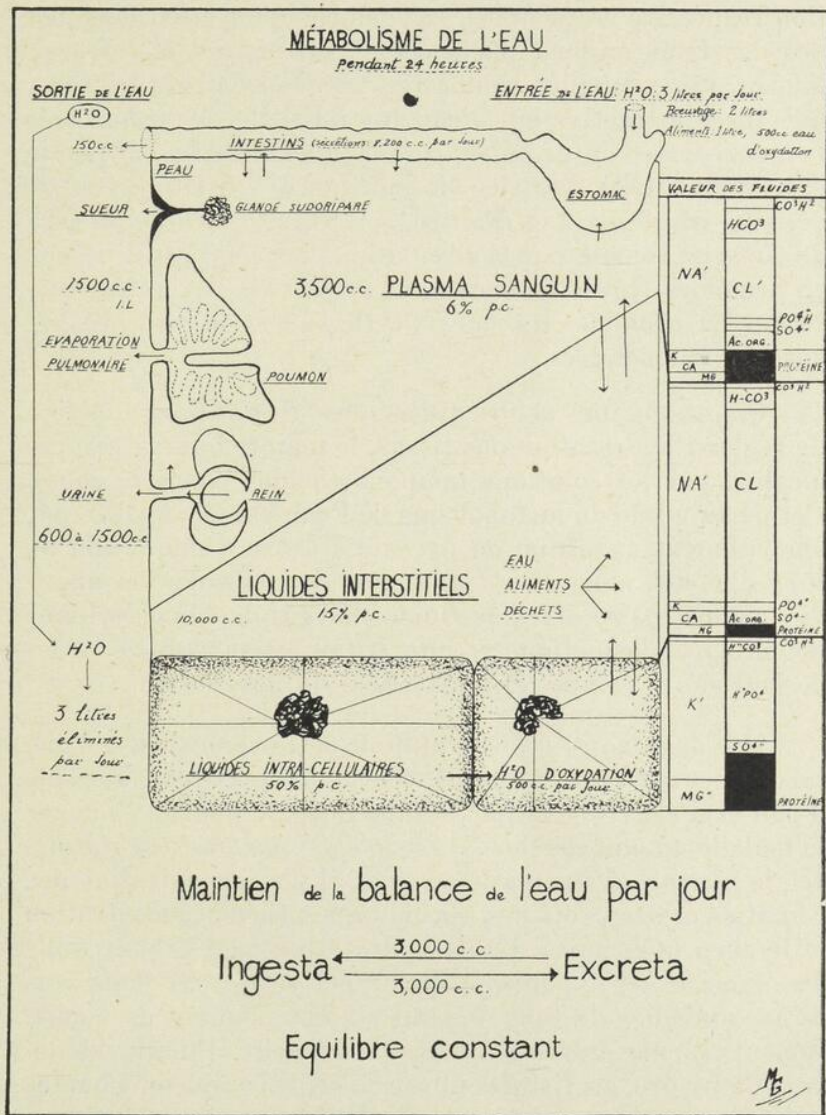 MÉTABOLISME DE L'EAU
Pendant 24 heures
SORTIE DE L'EAU
H²O
ENTRÉE DE L'EAU: H²O: 3 litres par Jour
Breuvage: 2 litres
Aliments: 1 litre, 500cc eau
d'oxydation
150 c.c.
INTESTINS (secrétions: 8,200 c.c. par Jour)
PEAU
ESTOMAC
SUEUR
GLANDE SUDORIPARE
1500 c.c.
3,500 c.c. PLASMA SANGUIN
6% p.c.
EVAPORATION
PULMONAIRE
POUMON
URINE
REIN
600 à 1500 c.c
LIQUIDES INTERSTITIELS
10,000 c.c.
15% p.c.
EAU
ALIMENTS
DÉCHETS
H²O
3 litres
éliminés
par Jour
LIQUIDES INTRA-CELLULAIRES
50% p.c.
H²O D'OXYDATION
500 c.c par Jour
VALEUR DES FLUIDES
CO³H²
HCO³
NA'
CL'
PO⁴H"
SO⁴-
Ac. ORG.
K
CA
MG
PROTÉINE
CO³H²
H-CO³
NA'
CL
K
PO⁴"
CA
Ac ORG.
SO⁴-
MG
PROTÉINE
CO³H²
H"CO³
K'
H"PO⁴
SO⁴-
MG"
PROTÉINE
Maintien de la balance de l'eau par jour
3,000 c. c.
Ingesta Excreta
3,000 c. c.
Equilibre constant
MG